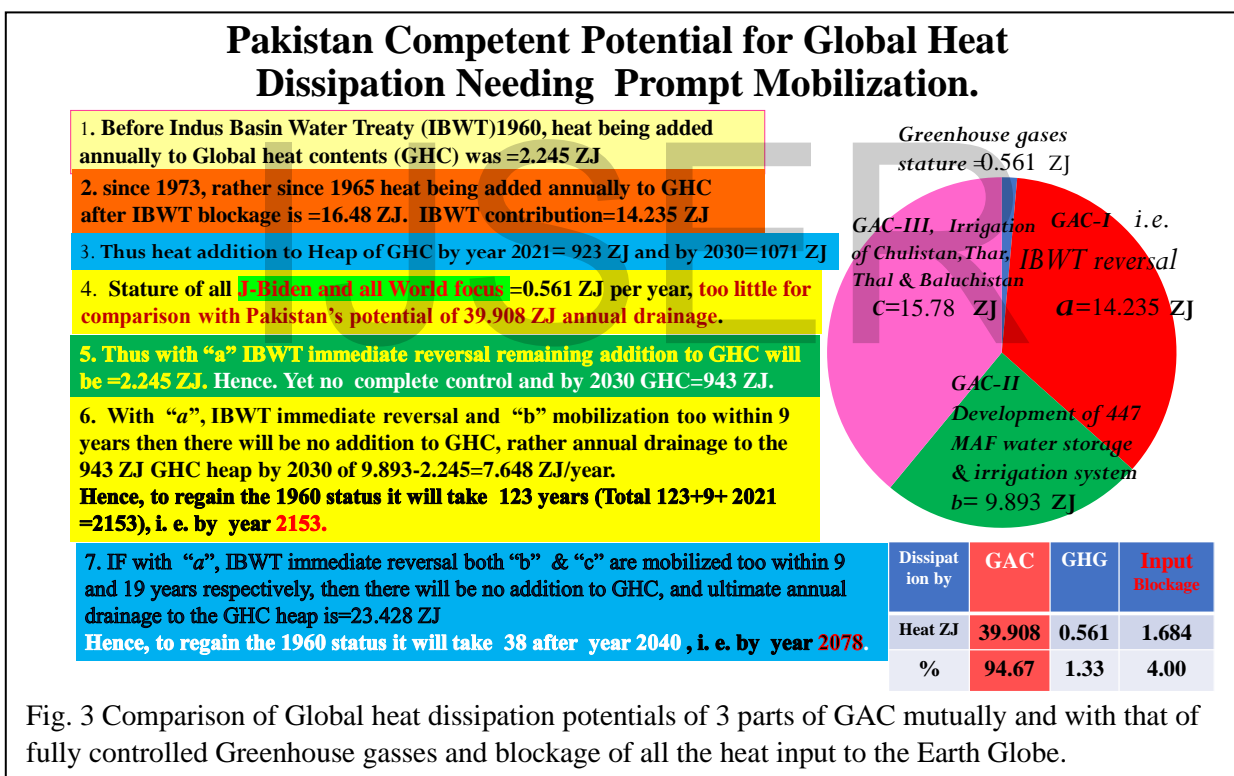 Pakistan Competent Potential for Global Heat
Dissipation Needing Prompt Mobilization.
1. Before Indus Basin Water Treaty (IBWT)1960, heat being added
annually to Global heat contents (GHC) was =2.245 ZJ
2. since 1973, rather since 1965 heat being added annually to GHC
after IBWT blockage is =16.48 ZJ. IBWT contribution=14.235 ZJ
3. Thus heat addition to Heap of GHC by year 2021= 923 ZJ and by 2030=1071 ZJ
4. Stature of all J-Biden and all World focus =0.561 ZJ per year, too little for
comparison with Pakistan's potential of 39.908 ZJ annual drainage.
5. Thus with “a” IBWT immediate reversal remaining addition to GHC will
be =2.245 ZJ. Hence. Yet no complete control and by 2030 GHC=943 ZJ.
6. With “a”, IBWT immediate reversal and “b” mobilization too within 9
years then there will be no addition to GHC, rather annual drainage to the
943 ZJ GHC heap by 2030 of 9.893-2.245=7.648 ZJ/year.
Hence, to regain the 1960 status it will take 123 years (Total 123+9+ 2021
=2153), i. e. by year 2153.
7. IF with “a”, IBWT immediate reversal both “b” & “c” are mobilized too within 9
and 19 years respectively, then there will be no addition to GHC, and ultimate annual
drainage to the GHC heap is=23.428 ZJ
Hence, to regain the 1960 status it will take 38 after year 2040 , i. e. by year 2078.
Greenhouse gases
stature =0.561 ZJ
GAC-III, Irrigation
of Chulistan,Thar,
Thal & Baluchistan
C=15.78 ZJ
GAC-I i.e.
IBWT reversal
a=14.235 ZJ
GAC-II
Development of 447
MAF water storage
& irrigation system
b= 9.893 ZJ
IJSER
Dissipat
ion by GAC GHG Input
Blockage
Heat ZJ 39.908 0.561 1.684
% 94.67 1.33 4.00
Fig. 3 Comparison of Global heat dissipation potentials of 3 parts of GAC mutually and with that of
fully controlled Greenhouse gasses and blockage of all the heat input to the Earth Globe.